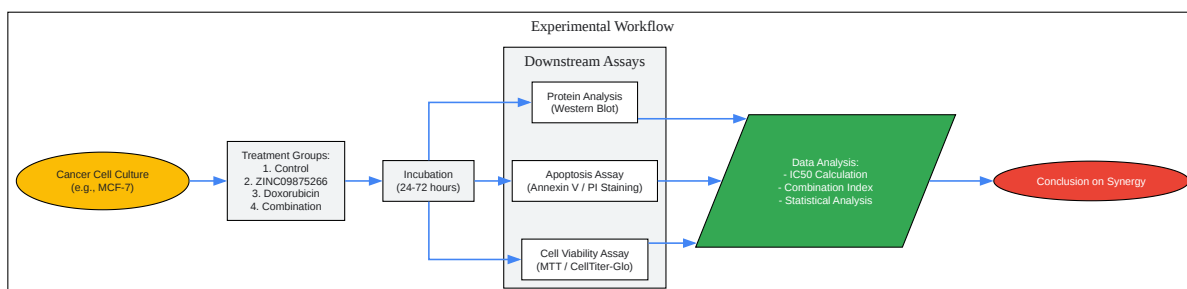 Experimental Workflow
Downstream Assays
Cancer Cell Culture
(e.g., MCF-7)
Treatment Groups:
1. Control
2. ZINC09875266
3. Doxorubicin
4. Combination
Incubation
(24-72 hours)
Protein Analysis
(Western Blot)
Apoptosis Assay
(Annexin V / PI Staining)
Cell Viability Assay
(MTT / CellTiter-Glo)
Data Analysis:
- IC50 Calculation
- Combination Index
- Statistical Analysis
Conclusion on Synergy